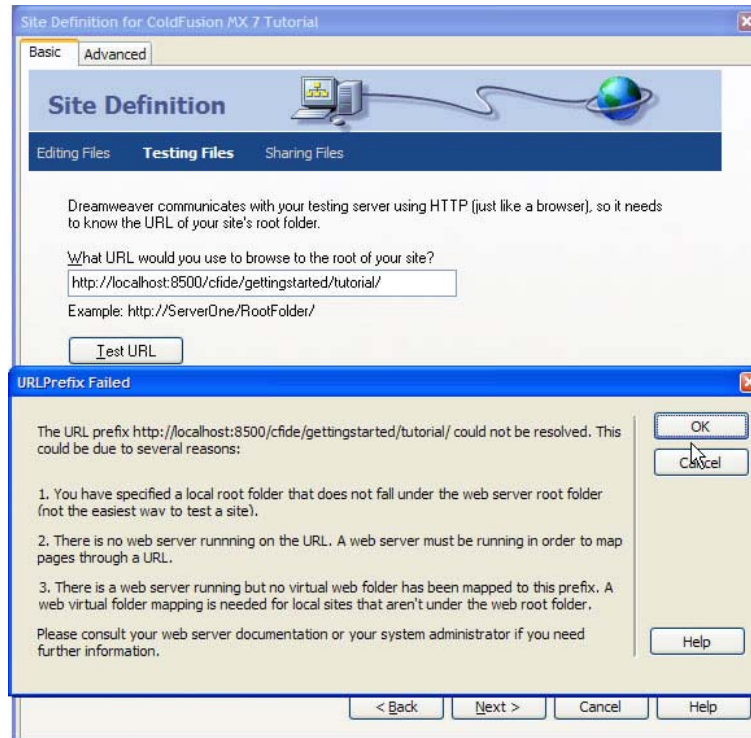 Site Definition for ColdFusion MX 7 Tutorial
Basic
Advanced
Site Definition
Editing Files
Testing Files
Sharing Files
Dreamweaver communicates with your testing server using HTTP (just like a browser), so it needs
to know the URL of your site's root folder.
What URL would you use to browse to the root of your site?
http://localhost:8500/cfide/gettingstarted/tutorial/
Example: http://ServerOne/RootFolder/
Test URL
URLPrefix Failed
The URL prefix http://localhost:8500/cfide/gettingstarted/tutorial/ could not be resolved. This
could be due to several reasons:
OK
Cancel
1. You have specified a local root folder that does not fall under the web server root folder
(not the easiest way to test a site).
2. There is no web server runnning on the URL. A web server must be running in order to map
pages through a URL.
3. There is a web server running but no virtual web folder has been mapped to this prefix. A
web virtual folder mapping is needed for local sites that aren't under the web root folder.
Please consult your web server documentation or your system administrator if you need
further information.
Help
< Back
Next >
Cancel
Help